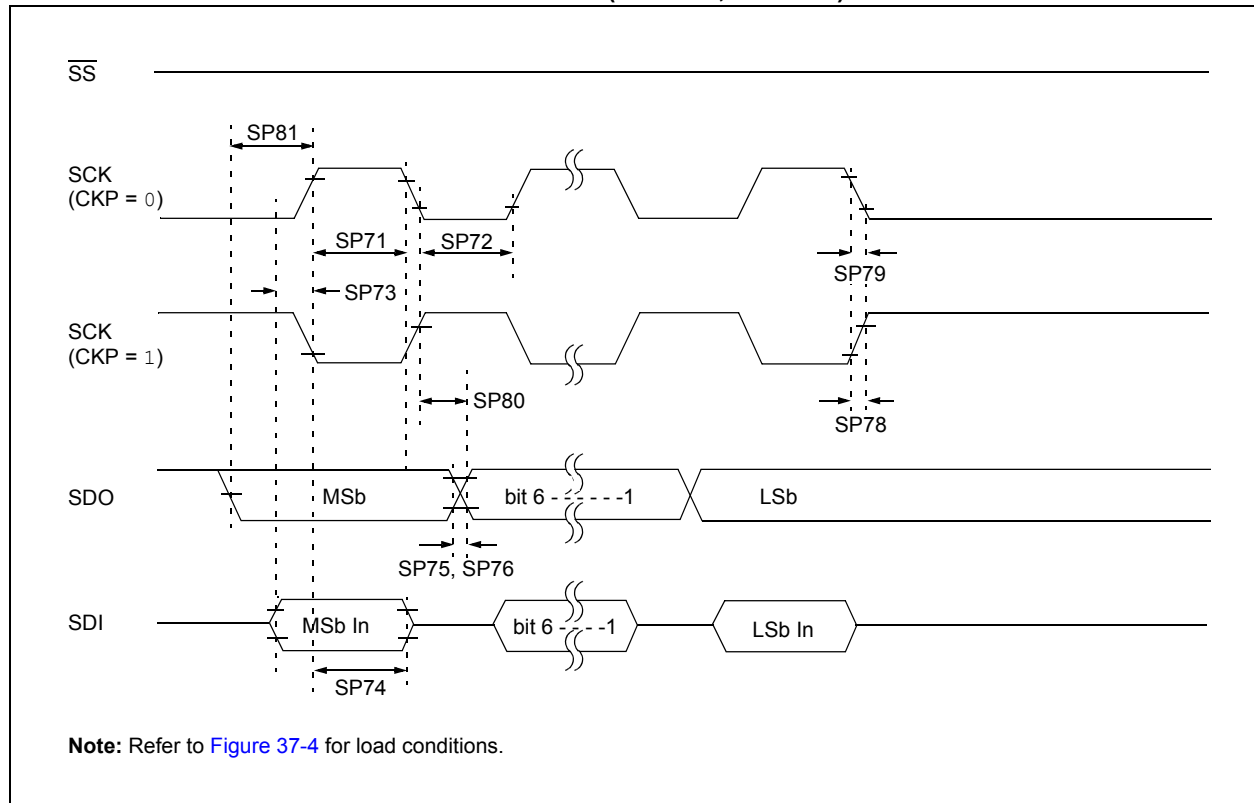 SS
SP81
SCK
(CKP = 0)
SP71
SP72
SP79
SP73
SCK
(CKP = 1)
SP80
SP78
SDO
MSb
bit 6 - - - - - -1
LSb
SP75, SP76
SDI
MSb In
bit 6 - - - -1
LSb In
SP74
Note: Refer to Figure 37-4 for load conditions.